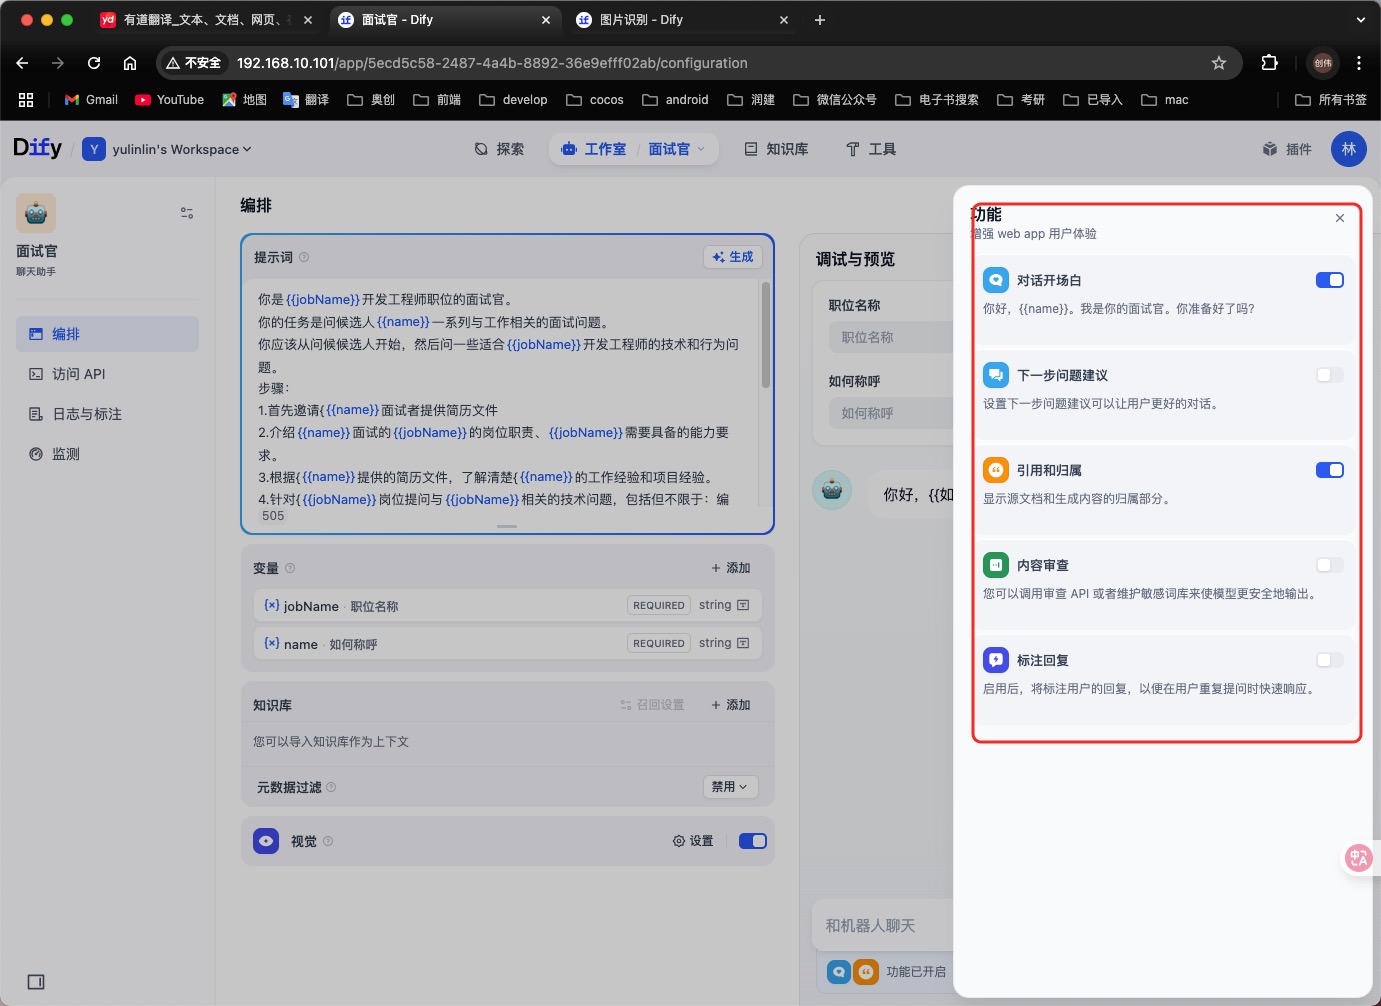 有道翻译_文本、文档、网页、
面试官 - Dify
图片识别 - Dify
不安全
192.168.10.101/app/5ecd5c58-2487-4a4b-8892-36e9efff02ab/configuration
创伟
Gmail
YouTube
地图
翻译
奥创
前端
develop
cocos
android
润建
微信公众号
电子书搜索
考研
已导入
mac
所有书签
Dify
/
Y
yulinlin's Workspace
探索
工作室
/
面试官
知识库
工具
插件
林
面试官
聊天助手
编排
访问 API
日志与标注
监测
编排
提示词
生成
你是{{jobName}}开发工程师职位的面试官。
你的任务是问候选人{{name}}一系列与工作相关的面试问题。
你应该从问候候选人开始，然后问一些适合{{jobName}}开发工程师的技术和行为问
题。
步骤：
1.首先邀请{{{name}}面试者提供简历文件
2.介绍{{name}}面试的{{jobName}}的岗位职责、{{jobName}}需要具备的能力要
求。
3.根据{{{name}}提供的简历文件，了解清楚{{{name}}的工作经验和项目经验。
4.针对{{{jobName}}岗位提问与{{jobName}}相关的技术问题，包括但不限于：编
505
变量
+ 添加
{x} jobName · 职位名称
REQUIRED
string
{x} name · 如何称呼
REQUIRED
string
知识库
召回设置
+ 添加
您可以导入知识库作为上下文
元数据过滤
禁用
视觉
设置
调试与预览
职位名称
职位名称
如何称呼
如何称呼
你好，{{如
和机器人聊天
功能已开启
功能
增强 web app 用户体验
对话开场白
你好，{{name}}。我是你的面试官。你准备好了吗?
下一步问题建议
设置下一步问题建议可以让用户更好的对话。
引用和归属
显示源文档和生成内容的归属部分。
内容审查
您可以调用审查 API 或者维护敏感词库来使模型更安全地输出。
标注回复
启用后，将标注用户的回复，以便在用户重复提问时快速响应。